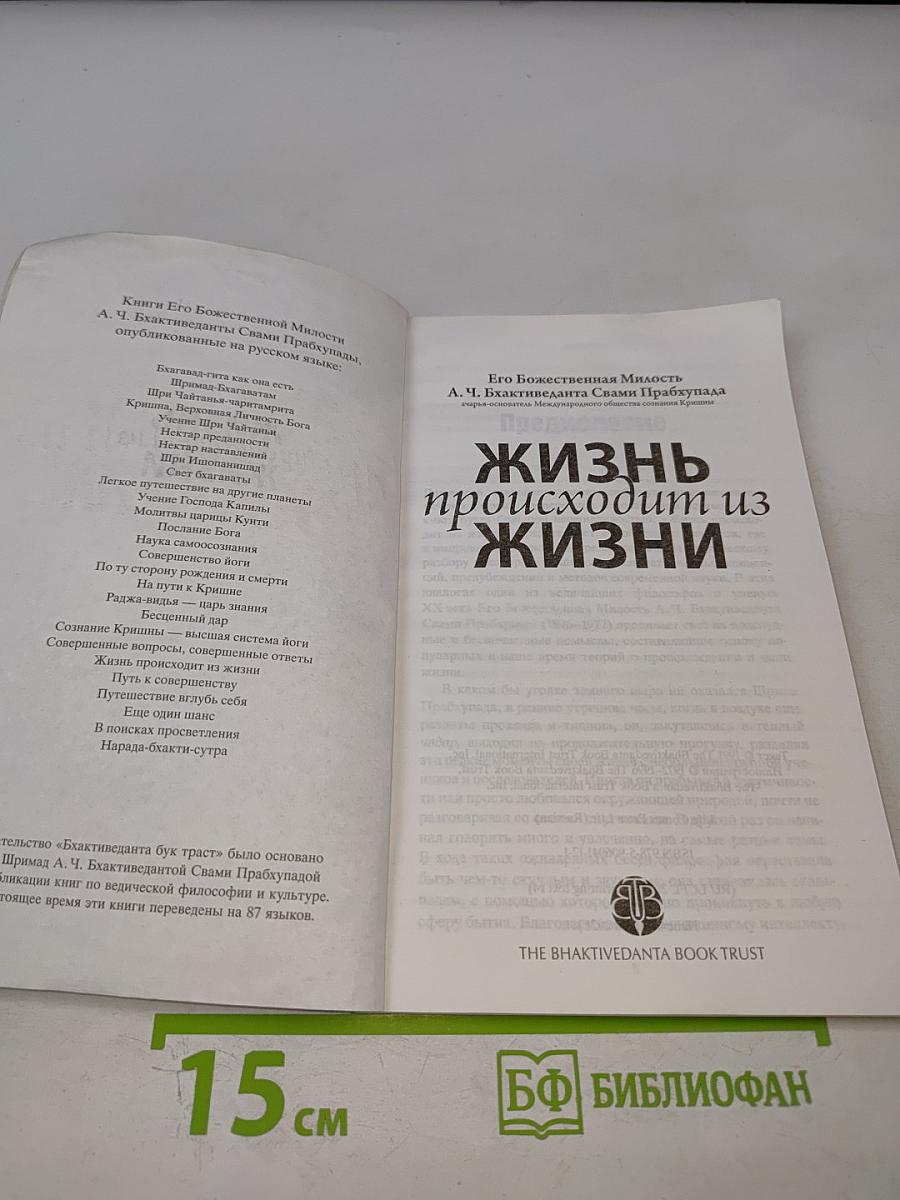 Книги Его Божественной Милости
А. Ч. Бхактиведанты Свами Прабхупады,
опубликованные на русском языке:
Бхагавад-гита как она есть
Шримад-Бхагаватам
Шри Чайтанья-чаритамрита
Кришна, Верховная Личность Бога
Учение Шри Чайтаньи
Нектар преданности
Нектар наставлений
Шри Ишопанишад
Свет бхагаваты
Легкое путешествие на другие планеты
Учение Господа Капилы
Молитвы царицы Кунти
Послание Бога
Наука самоосознания
Совершенство йоги
По ту сторону рождения и смерти
На пути к Кришне
Раджа-видья — царь знания
Бесценный дар
Сознание Кришны — высшая система йоги
Совершенные вопросы, совершенные ответы
Жизнь происходит из жизни
Путь к совершенству
Путешествие вглубь себя
Еще один шанс
В поисках просветления
Нарада-бхакти-сутра
тельство «Бхактиведанта бук траст» было основано
Шримад А. Ч. Бхактиведантой Свами Прабхупадой
бликации книг по ведической философии и культуре.
стоящее время эти книги переведены на 87 языков.
Его Божественная Милость
А. Ч. Бхактиведанта Свами Прабхупада
ачарья-основатель Международного общества сознания Кришны
ЖИЗНЬ
происходит из
ЖИЗНИ
THE BHAKTIVEDANTA BOOK TRUST
15 см
БФ БИБЛИОФАН